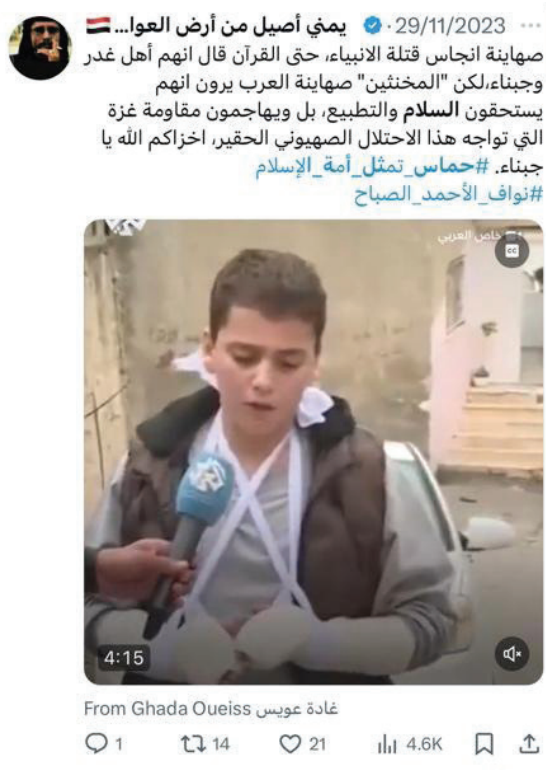 يمني أصيل من أرض العوا... 29/11/2023 ·
صهاينة انجاس قتلة الانبياء، حتى القرآن قال انهم أهل غدر
وجبناء،لكن "المخنثين" صهاينة العرب يرون انهم
يستحقون السلام والتطبيع، بل ويهاجمون مقاومة غزة
التي تواجه هذا الاحتلال الصهيوني الحقير، اخزاكم الله يا
جبناء. #حماس_تمثل_أمة_الإسلام
#نواف_الأحمد_الصباح
خاص العربي
cc
4:15
From Ghada Oueiss غادة عويس
1 14 21 4.6K